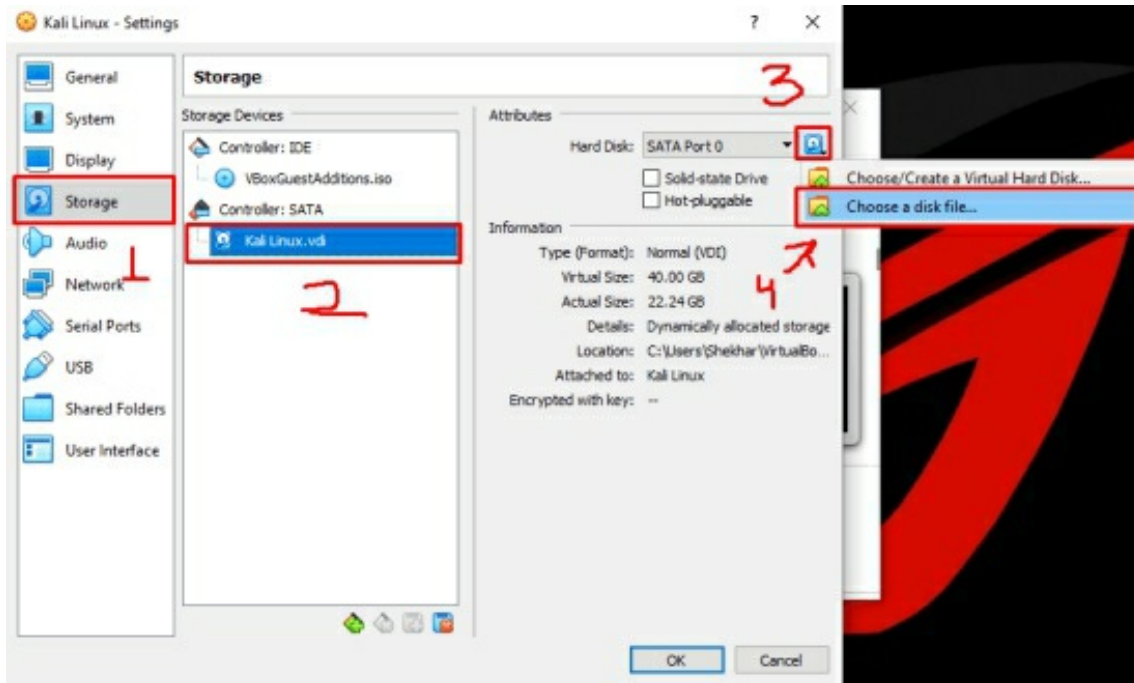 Kali Linux - Settings
? ×
General
System
Display
Storage
Audio
Network
Serial Ports
USB
Shared Folders
User Interface
1
Storage
Storage Devices
Controller: IDE
VBoxGuestAdditions.iso
Controller: SATA
Kali Linux.vdi
2
3
Attributes
Hard Disk: SATA Port 0
Solid-state Drive
Hot-pluggable
Choose/Create a Virtual Hard Disk...
Choose a disk file...
4
Information
Type (Format): Normal (VDI)
Virtual Size: 40.00 GB
Actual Size: 22.24 GB
Details: Dynamically allocated storage
Location: C:\Users\Shekhar\VirtualBo...
Attached to: Kali Linux
Encrypted with key: --
OK Cancel